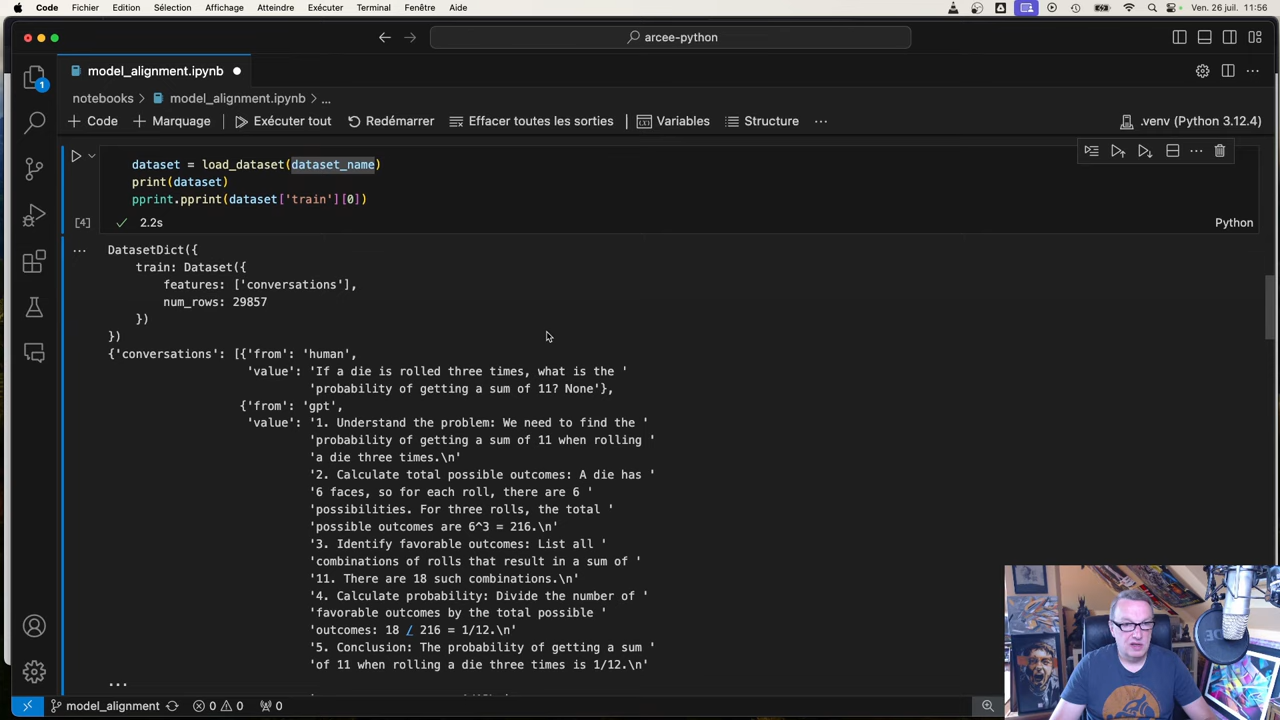 Code Fichier Edition Sélection Affichage Atteindre Exécuter Terminal Fenêtre Aide Ven. 26 juil. 11:56
arcee-python
model_alignment.ipynb
1
notebooks > model_alignment.ipynb > ...
+ Code + Marquage Exécuter tout Redémarrer Effacer toutes les sorties Variables Structure ... .venv (Python 3.12.4)
dataset = load_dataset(dataset_name)
print(dataset)
pprint.pprint(dataset['train'][0])
[4] 2.2s Python
... DatasetDict({
train: Dataset({
features: ['conversations'],
num_rows: 29857
})
})
{'conversations': [{'from': 'human',
'value': 'If a die is rolled three times, what is the '
'probability of getting a sum of 11? None'},
{'from': 'gpt',
'value': '1. Understand the problem: We need to find the '
'probability of getting a sum of 11 when rolling '
'a die three times.\n'
'2. Calculate total possible outcomes: A die has '
'6 faces, so for each roll, there are 6 '
'possibilities. For three rolls, the total '
'possible outcomes are 6^3 = 216.\n'
'3. Identify favorable outcomes: List all '
'combinations of rolls that result in a sum of '
'11. There are 18 such combinations.\n'
'4. Calculate probability: Divide the number of '
'favorable outcomes by the total possible '
'outcomes: 18 / 216 = 1/12.\n'
'5. Conclusion: The probability of getting a sum '
'of 11 when rolling a die three times is 1/12.\n'
...
model_alignment 0 0 0